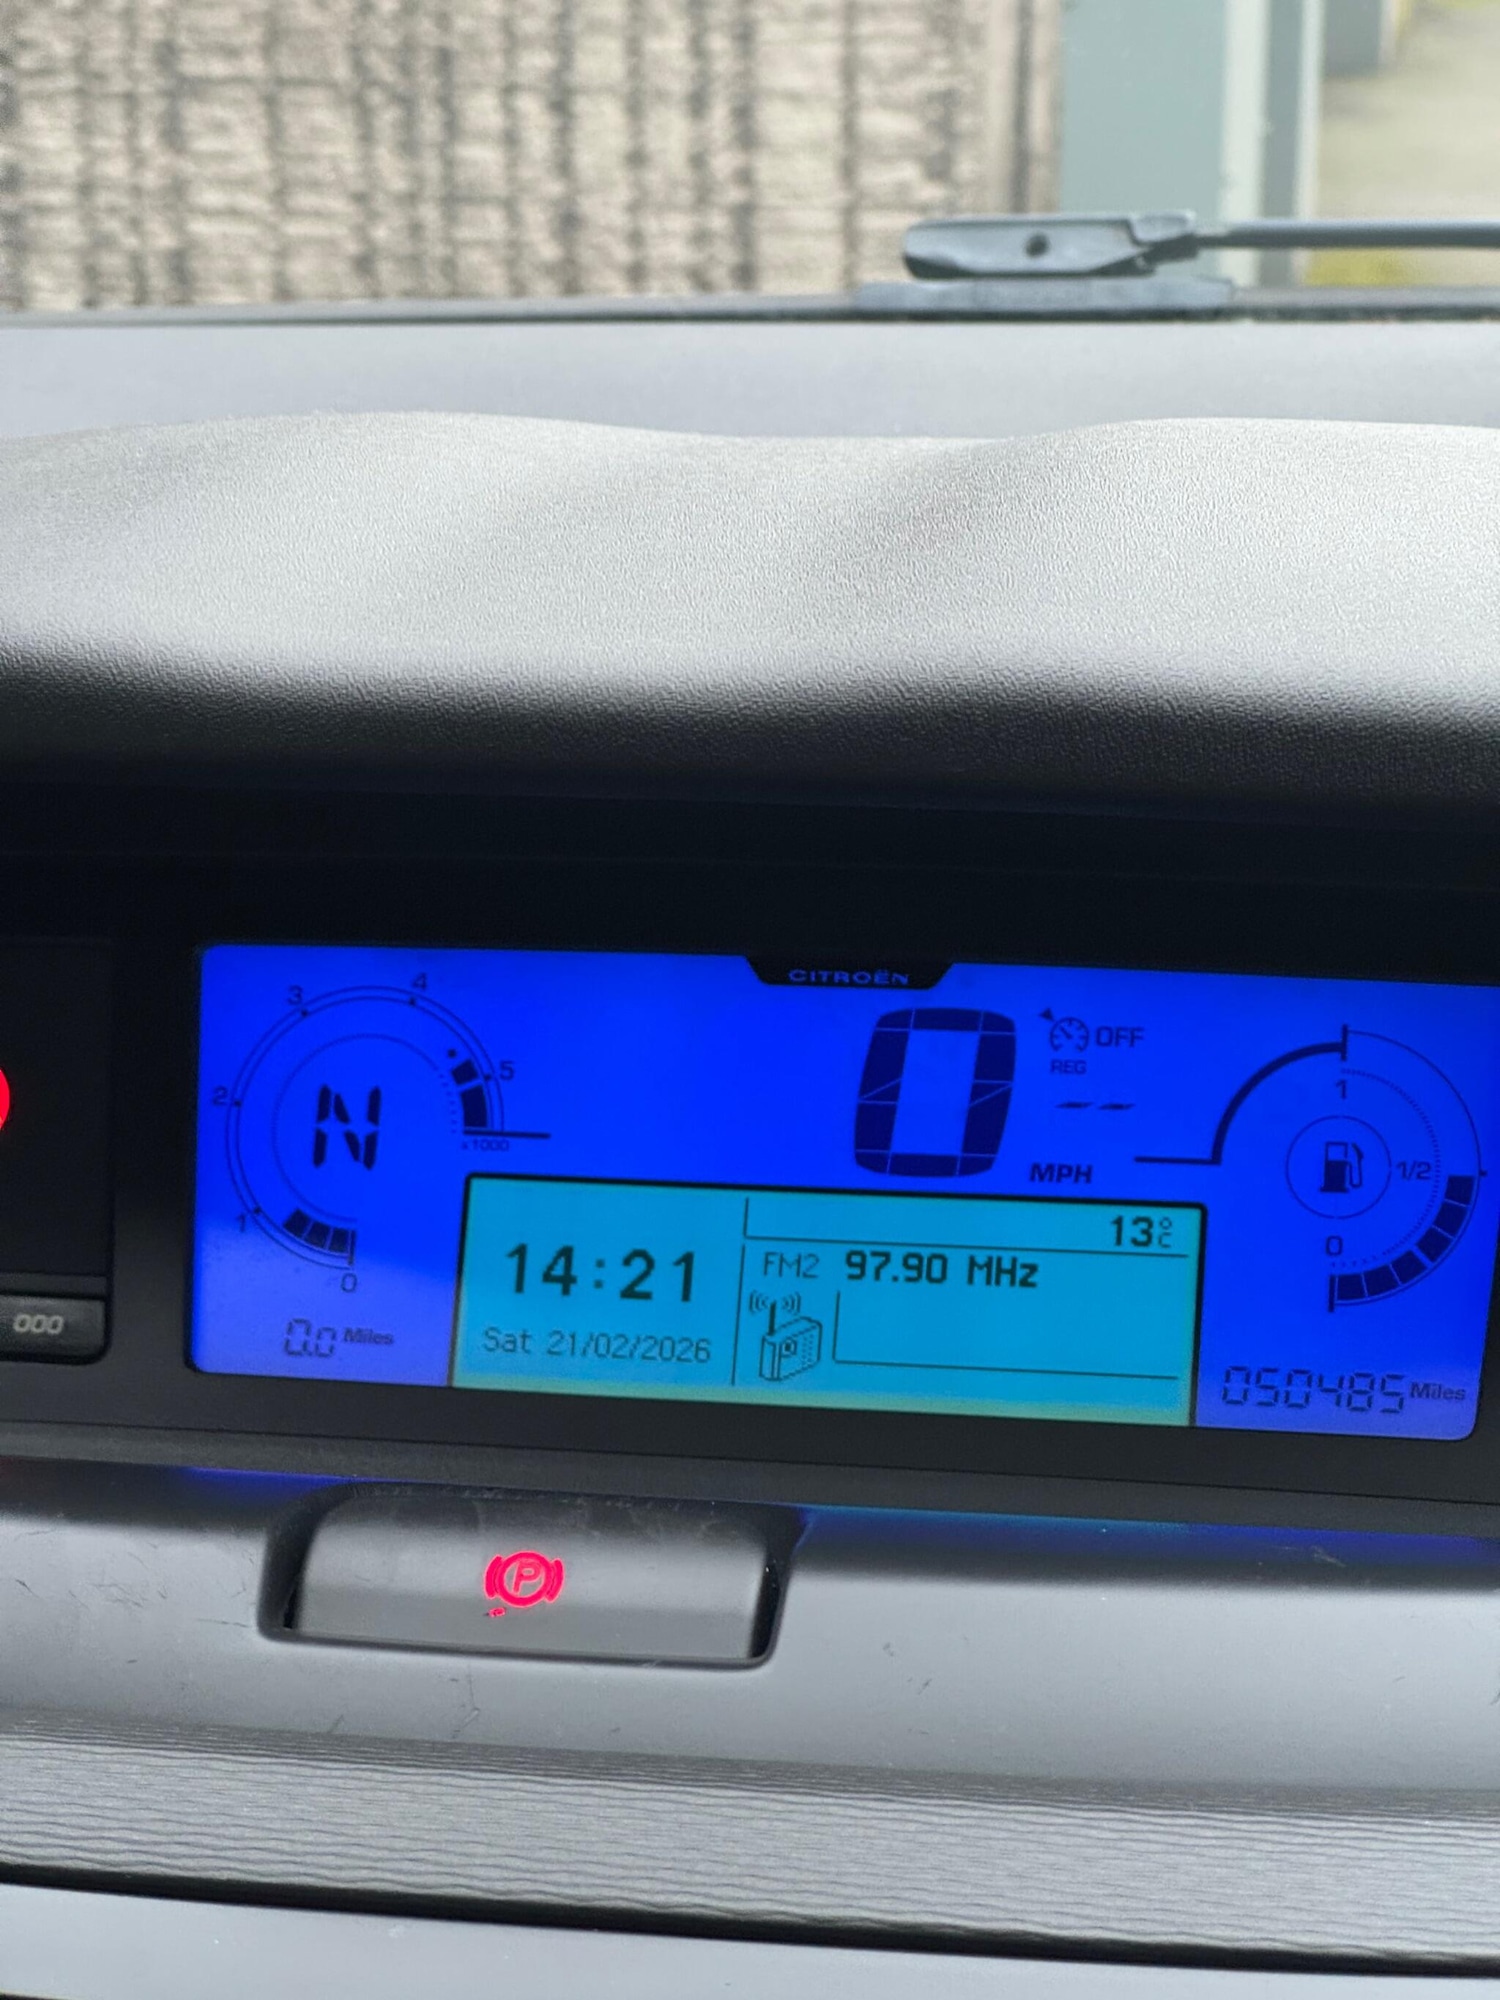 CITROËN
4
3
5
2
x1000
N
1
0
0.0 Miles
000
0
OFF
REG
--
MPH
1
1/2
0
14:21
Sat 21/02/2026
13°C
FM2 97.90 MHz
050485 Miles
P